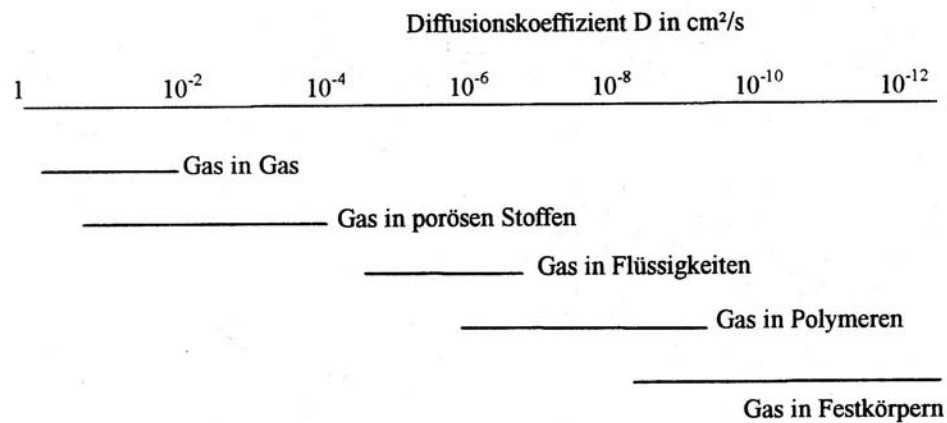 Diffusionskoeffizient D in cm²/s
1 10⁻² 10⁻⁴ 10⁻⁶ 10⁻⁸ 10⁻¹⁰ 10⁻¹²
Gas in Gas
Gas in porösen Stoffen
Gas in Flüssigkeiten
Gas in Polymeren
Gas in Festkörpern